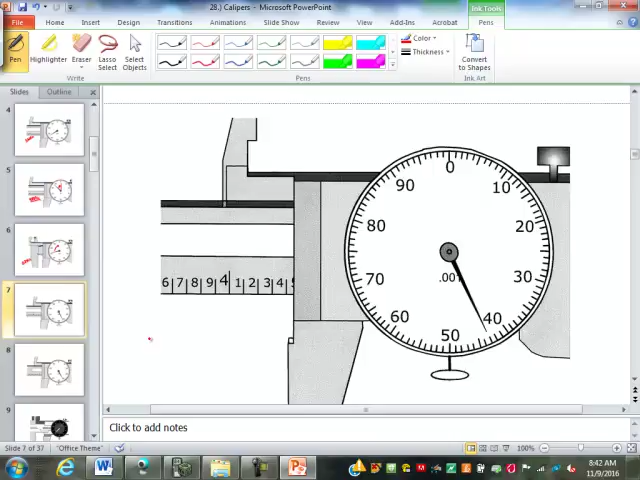 28.) Calipers - Microsoft PowerPoint
Ink Tools
File Home Insert Design Transitions Animations Slide Show Review View Add-Ins Acrobat Pens
Pen Highlighter Eraser Lasso Select Select Objects
Color
Thickness
Convert to Shapes
Write Pens Ink Art
Slides Outline
4
5
6
7
8
9
0
10
20
30
40
50
60
70
80
90
.001
6 7 8 9 4 1 2 3 4 5
Click to add notes
Slide 7 of 37 "Office Theme" 100%
8:42 AM
11/9/2016